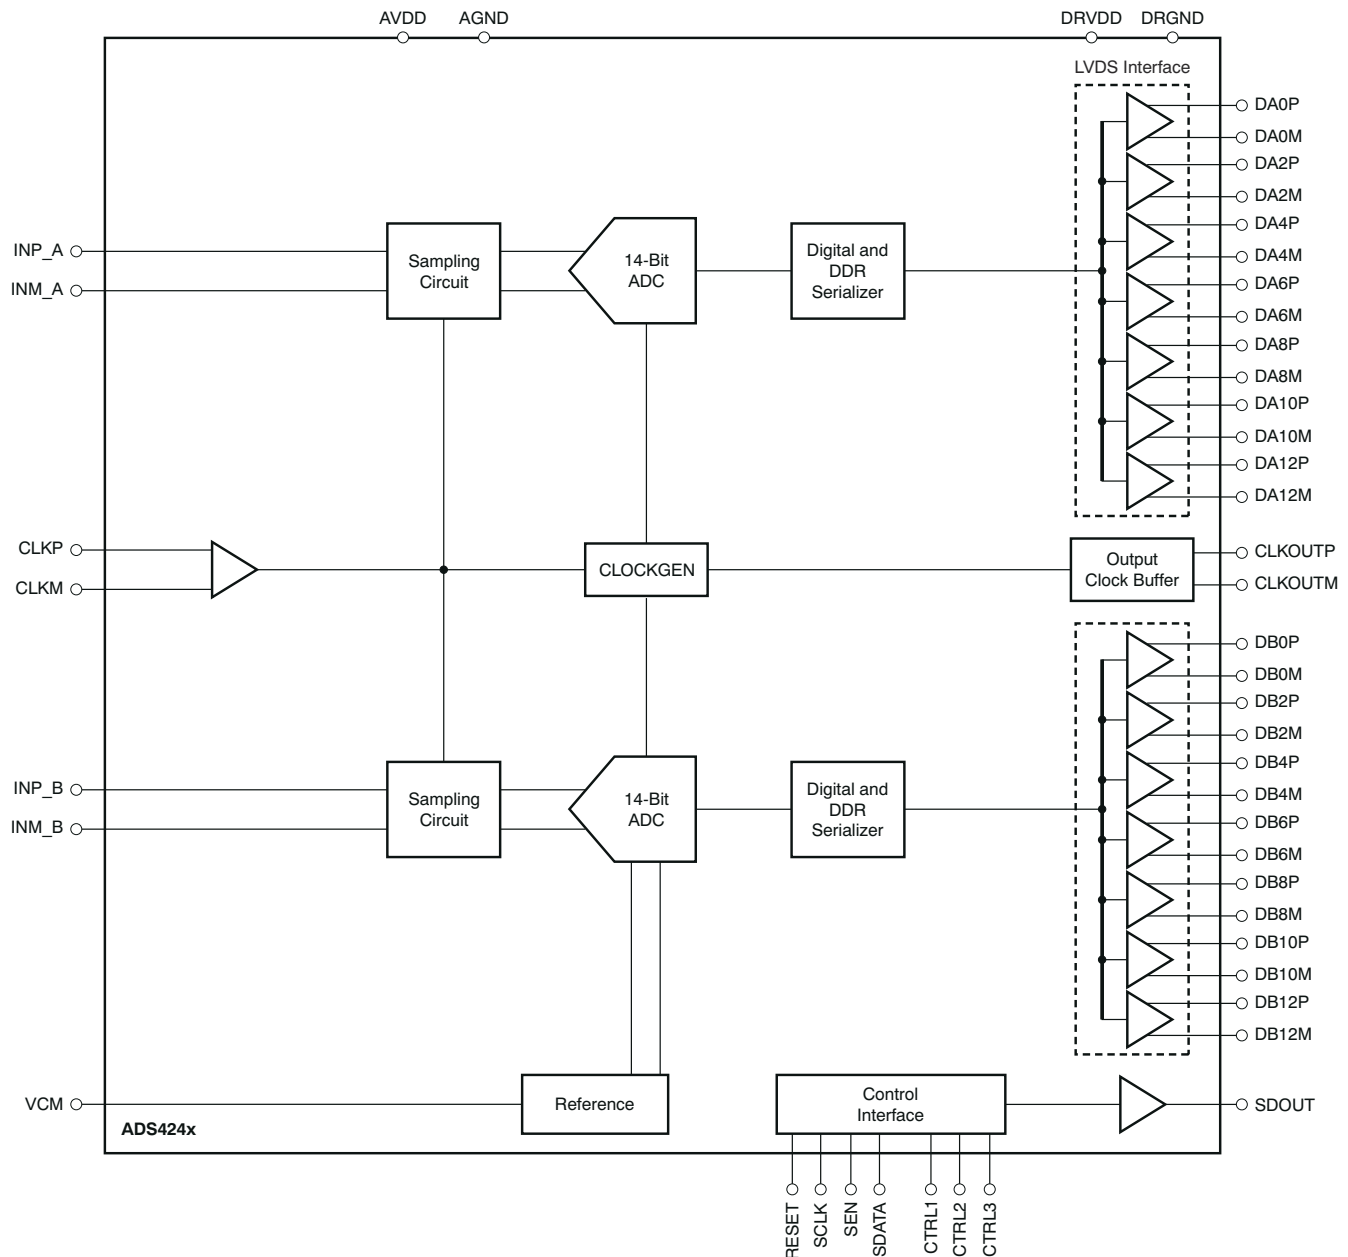 AVDD
AGND
DRVDD
DRGND
LVDS Interface
DA0P
DA0M
DA2P
DA2M
DA4P
DA4M
DA6P
DA6M
DA8P
DA8M
DA10P
DA10M
DA12P
DA12M
INP_A
INM_A
Sampling
Circuit
14-Bit
ADC
Digital and
DDR
Serializer
CLKP
CLKM
CLOCKGEN
Output
Clock Buffer
CLKOUTP
CLKOUTM
DB0P
DB0M
DB2P
DB2M
DB4P
DB4M
DB6P
DB6M
DB8P
DB8M
DB10P
DB10M
DB12P
DB12M
INP_B
INM_B
Sampling
Circuit
14-Bit
ADC
Digital and
DDR
Serializer
VCM
Reference
Control
Interface
SDOUT
ADS424x
RESET
SCLK
SEN
SDATA
CTRL1
CTRL2
CTRL3